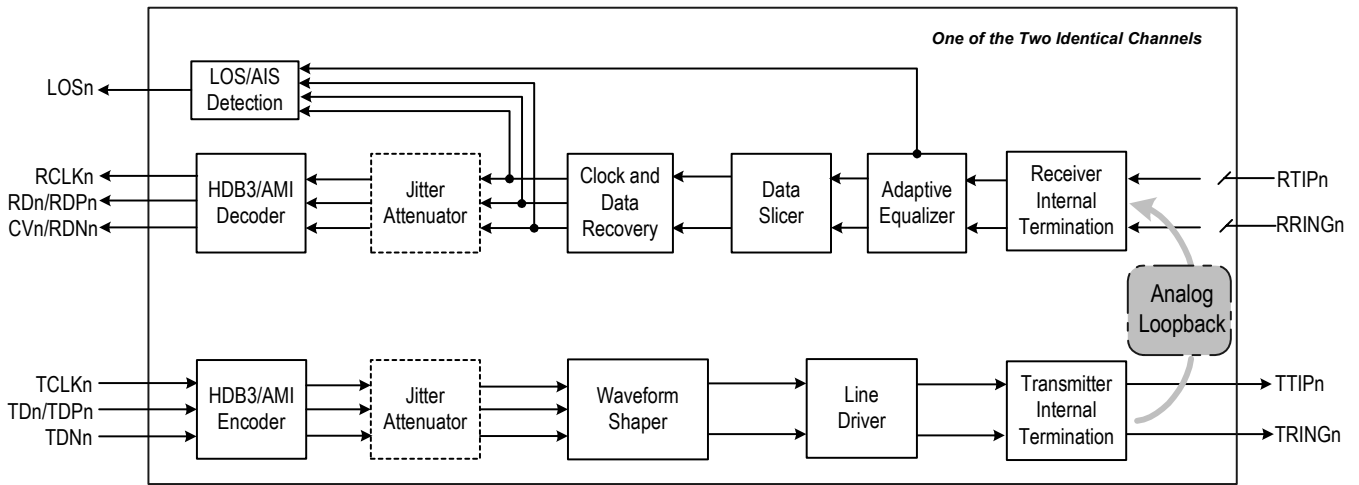 One of the Two Identical Channels
LOSn
LOS/AIS
Detection
RCLKn
RDn/RDPn
CVn/RDNn
HDB3/AMI
Decoder
Jitter
Attenuator
Clock and
Data
Recovery
Data
Slicer
Adaptive
Equalizer
Receiver
Internal
Termination
RTIPn
RRINGn
Analog
Loopback
TCLKn
TDn/TDPn
TDNn
HDB3/AMI
Encoder
Jitter
Attenuator
Waveform
Shaper
Line
Driver
Transmitter
Internal
Termination
TTIPn
TRINGn